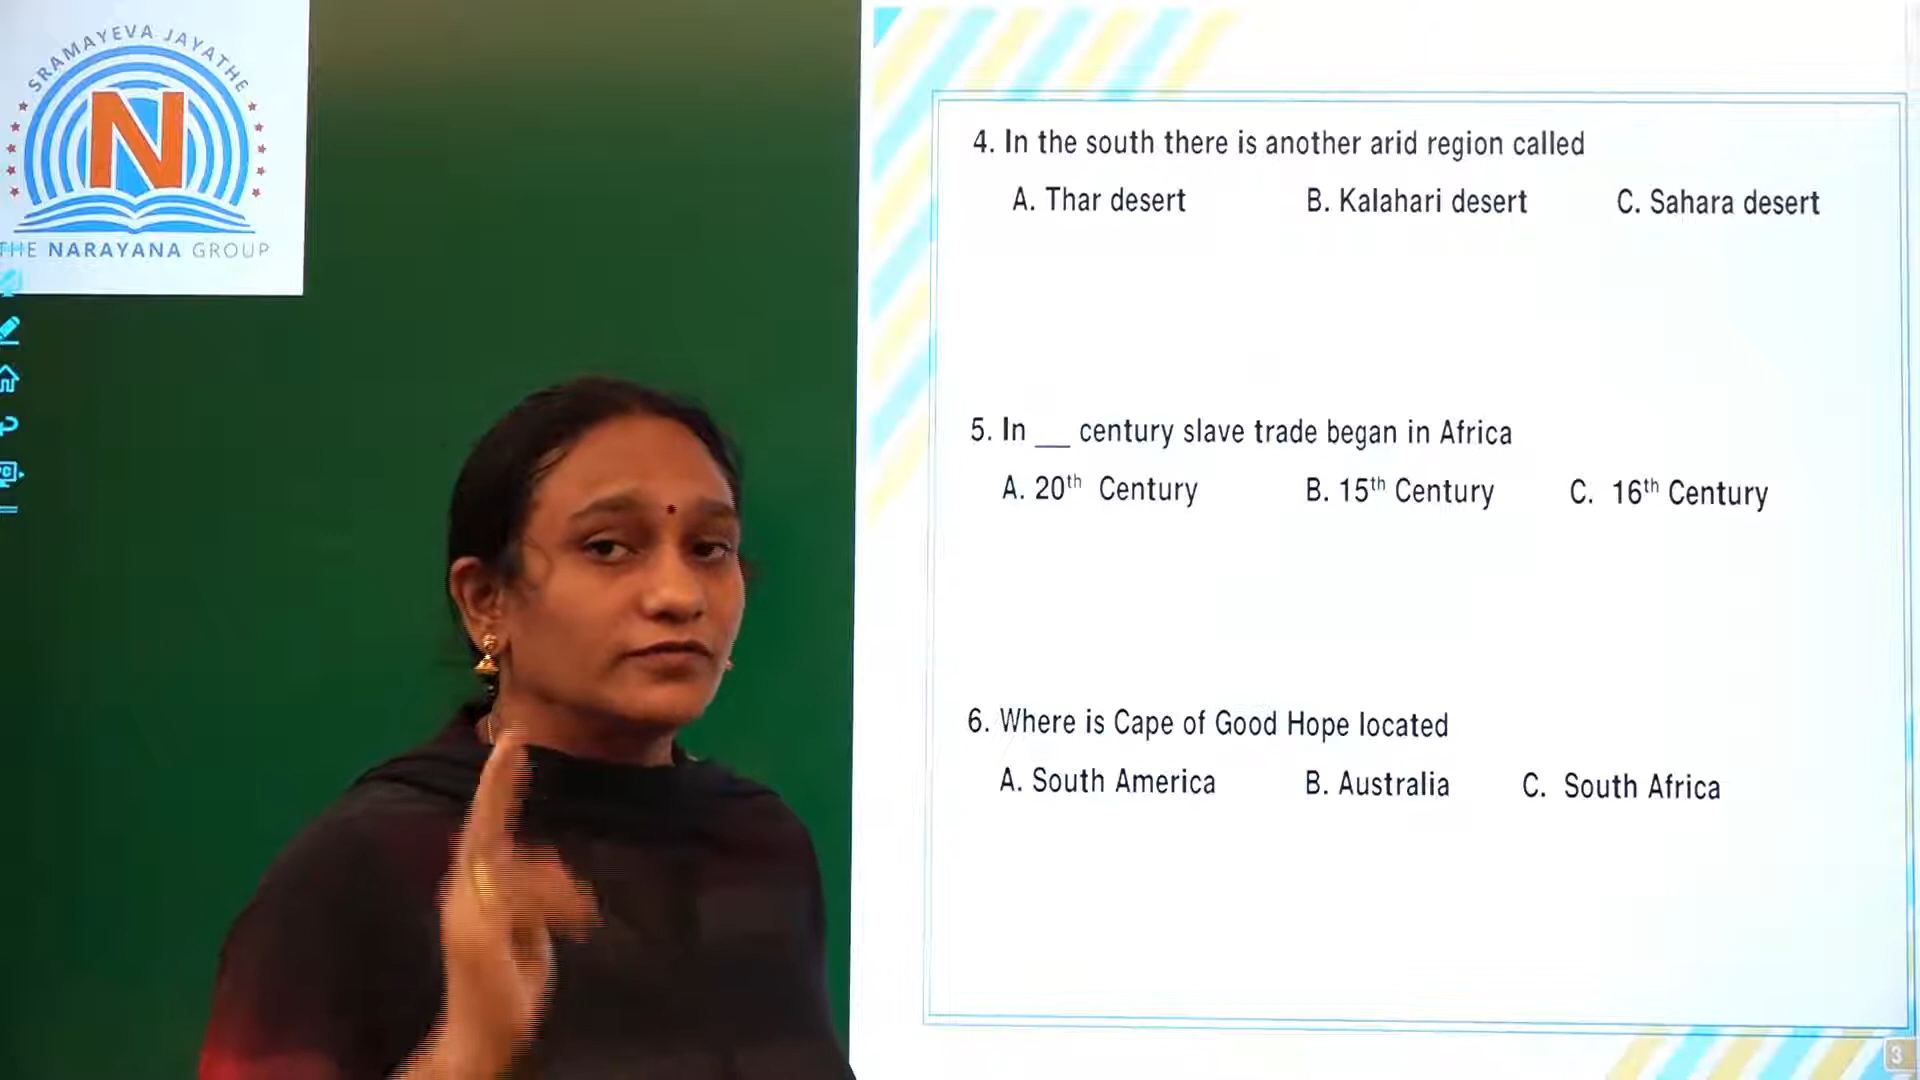 SRAMAYEVA JAYATHE
N
THE NARAYANA GROUP
4. In the south there is another arid region called
A. Thar desert B. Kalahari desert C. Sahara desert
5. In __ century slave trade began in Africa
A. 20th Century B. 15th Century C. 16th Century
6. Where is Cape of Good Hope located
A. South America B. Australia C. South Africa
3